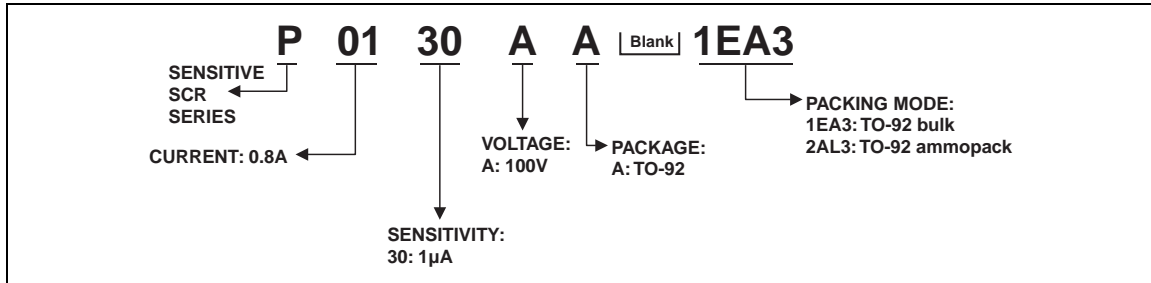 P 01 30 A A Blank 1EA3
SENSITIVE
SCR
SERIES
CURRENT: 0.8A
SENSITIVITY:
30: 1µA
VOLTAGE:
A: 100V
PACKAGE:
A: TO-92
PACKING MODE:
1EA3: TO-92 bulk
2AL3: TO-92 ammopack